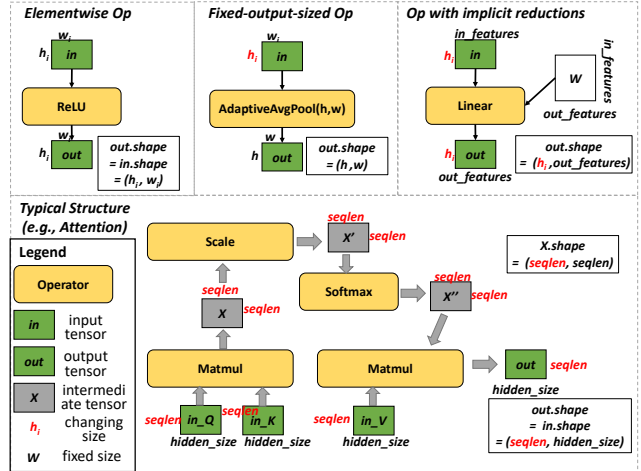 Elementwise Op
w_i
h_i
in
ReLU
w_i
h_i
out
out.shape
= in.shape
= (h_i, w_i)
Fixed-output-sized Op
w_i
h_i
in
AdaptiveAvgPool(h,w)
w
h
out
out.shape
= (h,w)
Op with implicit reductions
in_features
h_i
in
W
in_features
out_features
Linear
h_i
out
out_features
out.shape
= (h_i,out_features)
Typical Structure
(e.g., Attention)
Legend
Operator
in
input
tensor
out
output
tensor
X
intermedi
ate tensor
h_i
changing
size
w
fixed size
Scale
seqlen
X'
seqlen
Softmax
seqlen
X''
seqlen
seqlen
X
seqlen
Matmul
seqlen
in_Q
hidden_size
seqlen
in_K
hidden_size
Matmul
seqlen
in_V
hidden_size
out
seqlen
hidden_size
X.shape
= (seqlen, seqlen)
out.shape
= in.shape
= (seqlen, hidden_size)